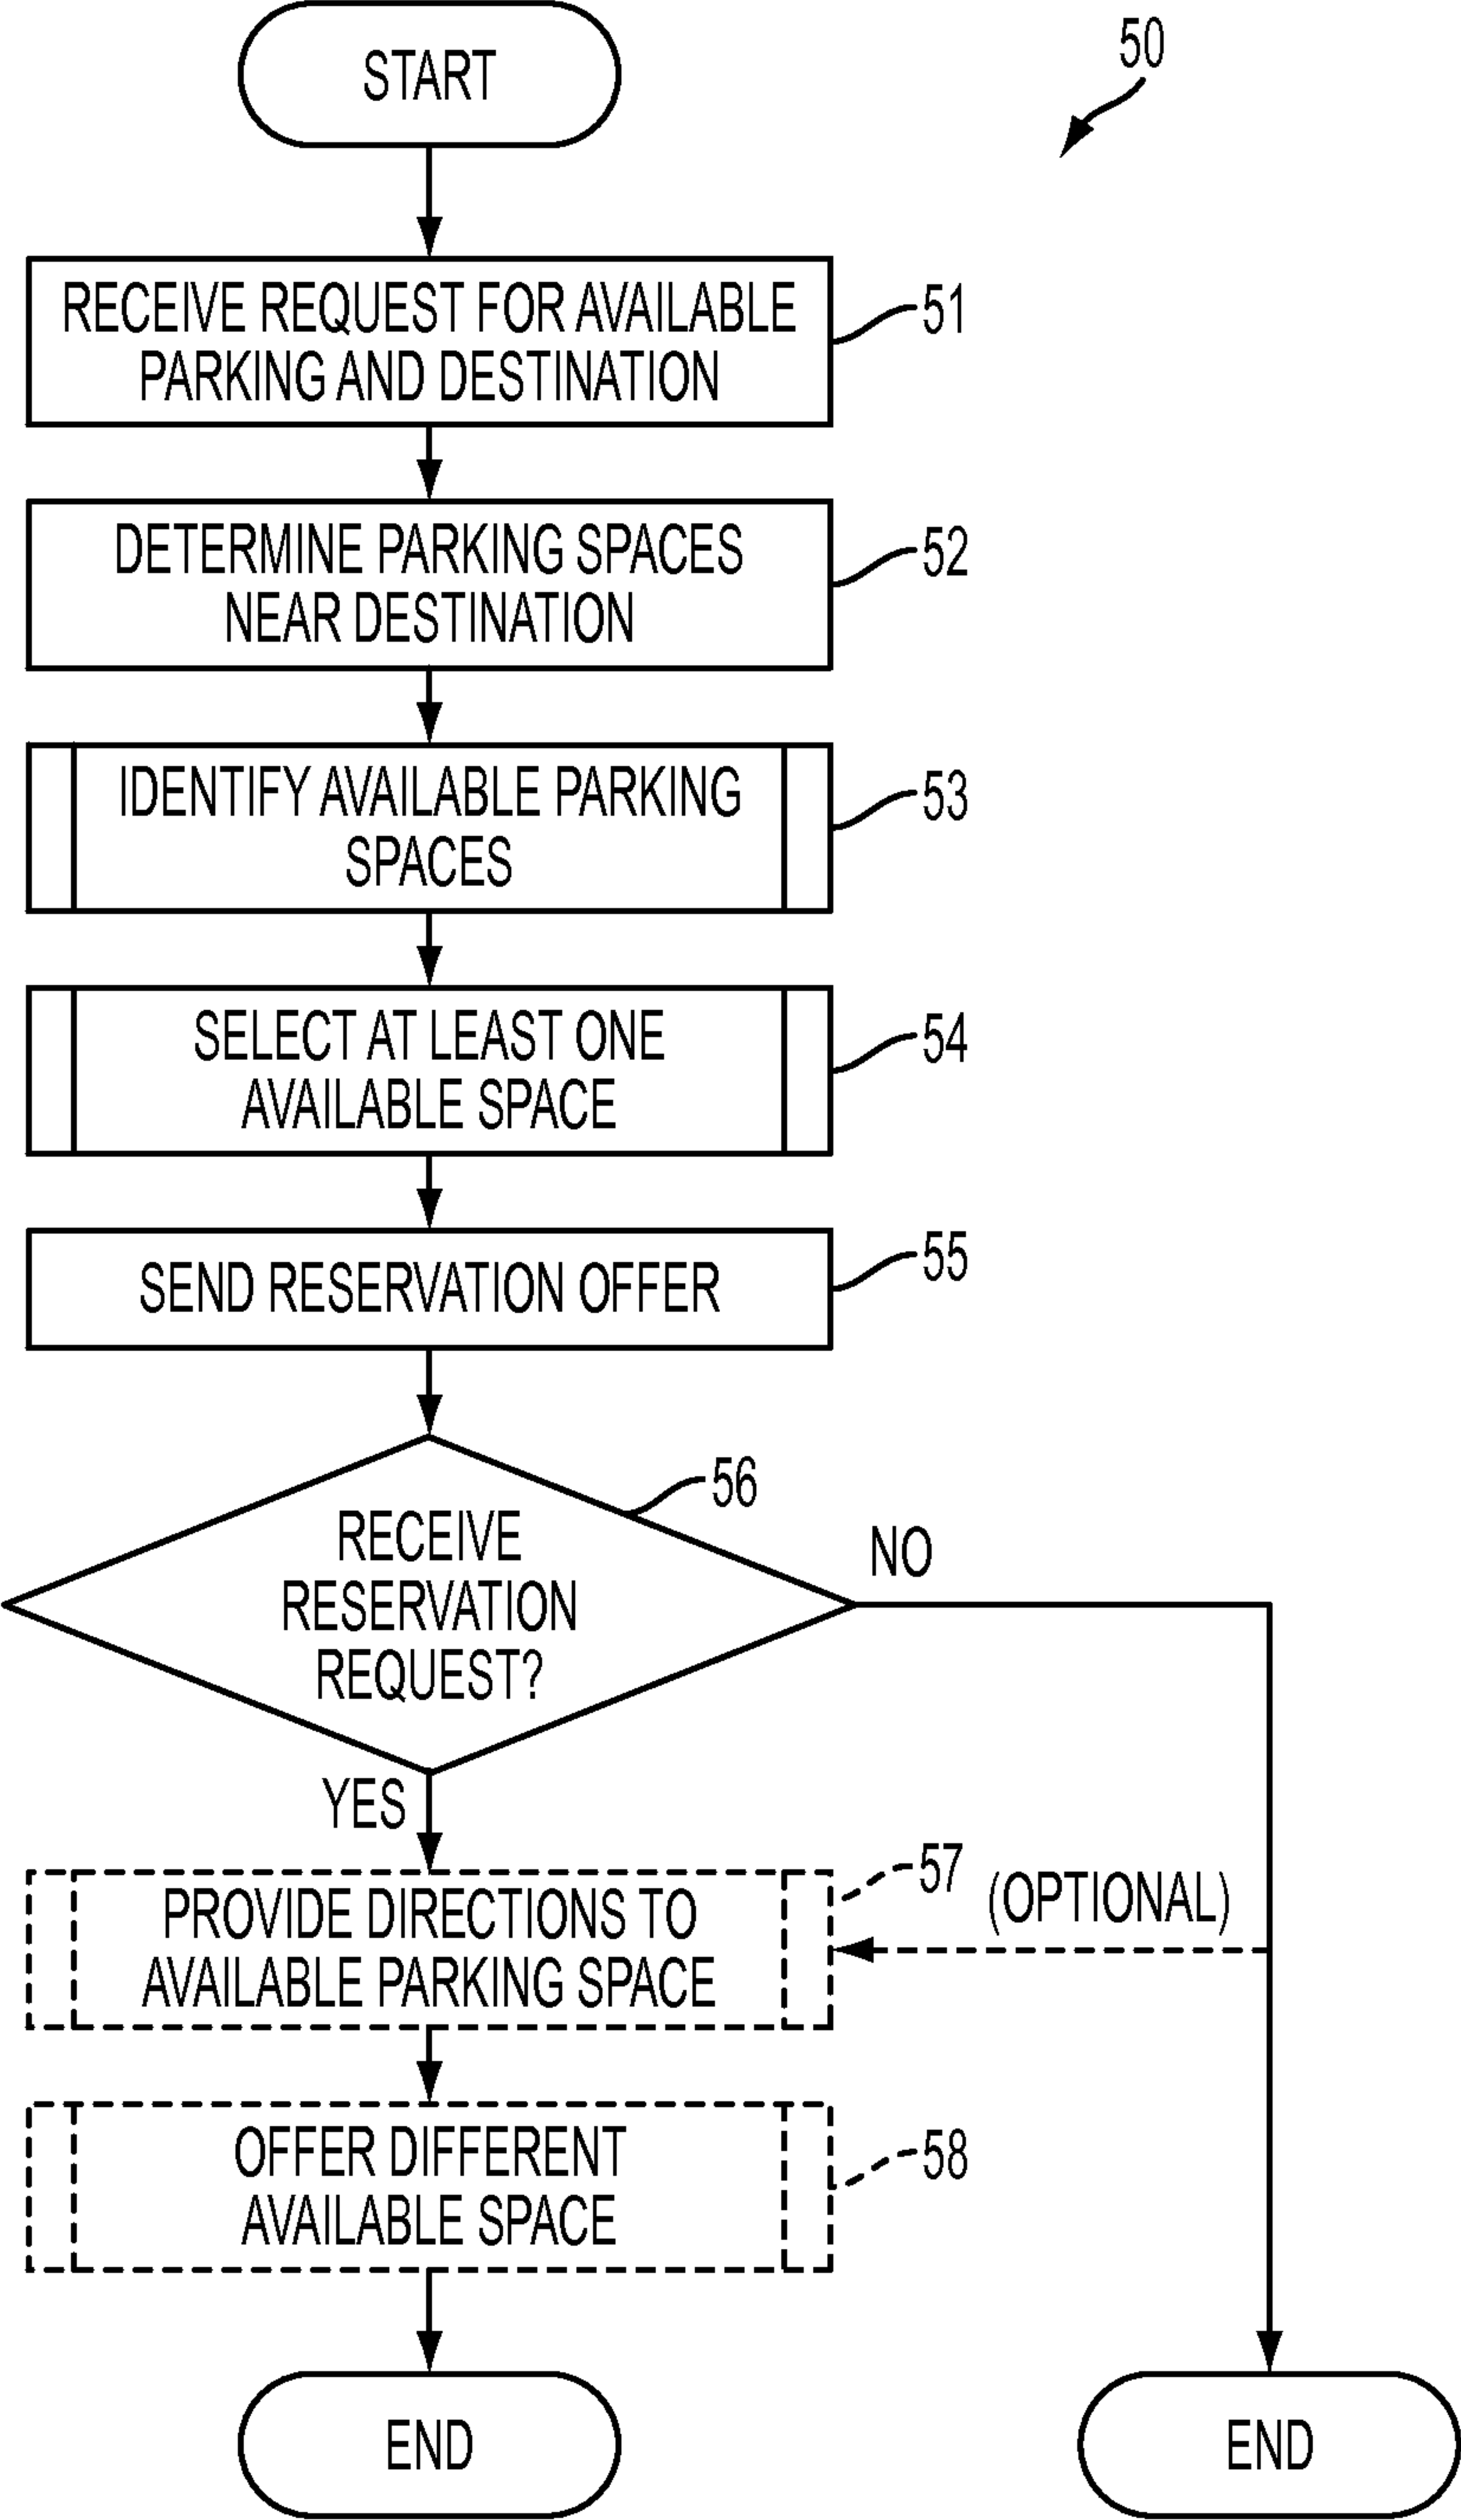 START
50
RECEIVE REQUEST FOR AVAILABLE
PARKING AND DESTINATION
51
DETERMINE PARKING SPACES
NEAR DESTINATION
52
IDENTIFY AVAILABLE PARKING
SPACES
53
SELECT AT LEAST ONE
AVAILABLE SPACE
54
SEND RESERVATION OFFER
55
RECEIVE
RESERVATION
REQUEST?
56
NO
YES
PROVIDE DIRECTIONS TO
AVAILABLE PARKING SPACE
57
(OPTIONAL)
OFFER DIFFERENT
AVAILABLE SPACE
58
END
END